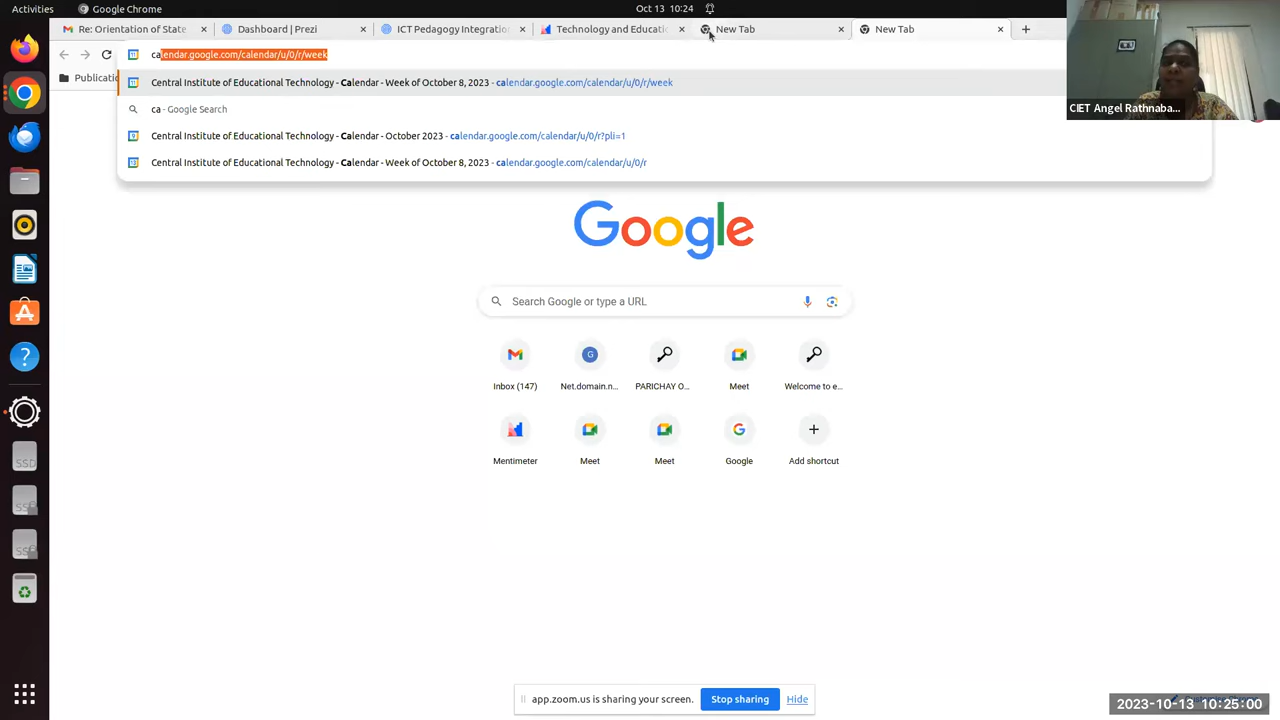 Activities
Google Chrome
Oct 13 10:24
Re: Orientation of State
Dashboard | Prezi
ICT Pedagogy Integratio
Technology and Educatio
New Tab
New Tab
calendar.google.com/calendar/u/0/r/week
Publicatio
Central Institute of Educational Technology - Calendar - Week of October 8, 2023 - calendar.google.com/calendar/u/0/r/week
ca - Google Search
Central Institute of Educational Technology - Calendar - October 2023 - calendar.google.com/calendar/u/0/r?pli=1
Central Institute of Educational Technology - Calendar - Week of October 8, 2023 - calendar.google.com/calendar/u/0/r
CIET Angel Rathnaba...
Google
Search Google or type a URL
Inbox (147)
Net.domain.n...
PARICHAY O...
Meet
Welcome to e...
Mentimeter
Meet
Meet
Google
Add shortcut
SSD
app.zoom.us is sharing your screen.
Stop sharing
Hide
2023-10-13 10:25:00